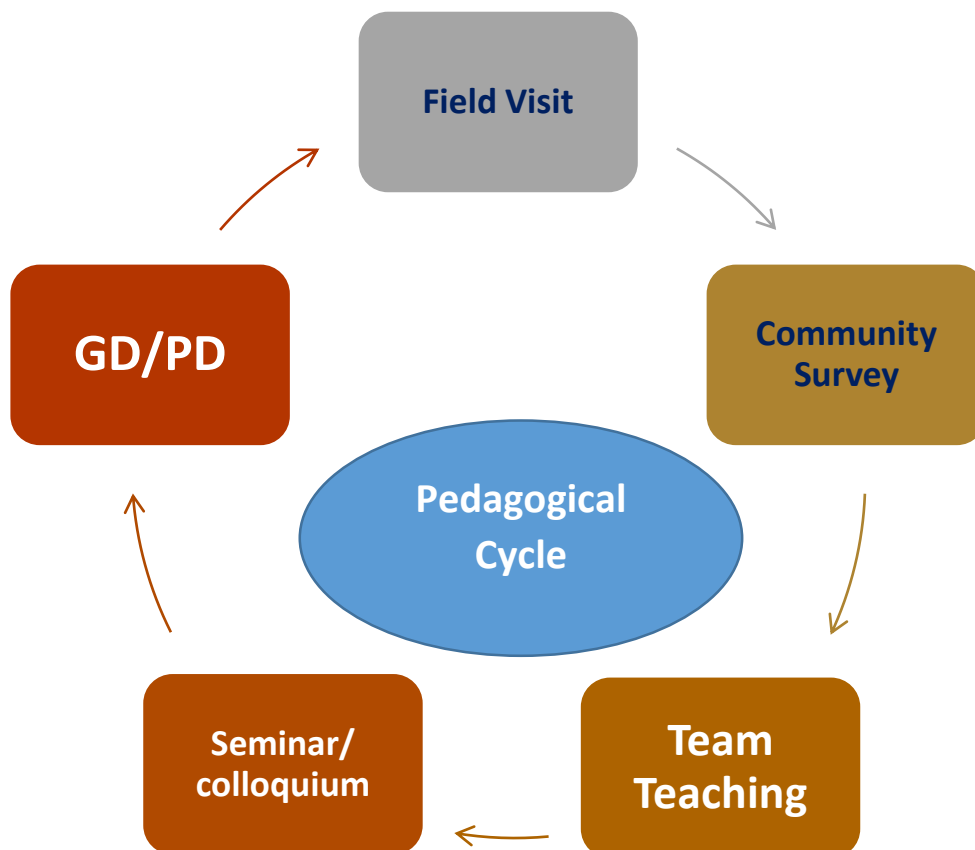 Field Visit
Community
Survey
Team
Teaching
Seminar/
colloquium
GD/PD
Pedagogical
Cycle